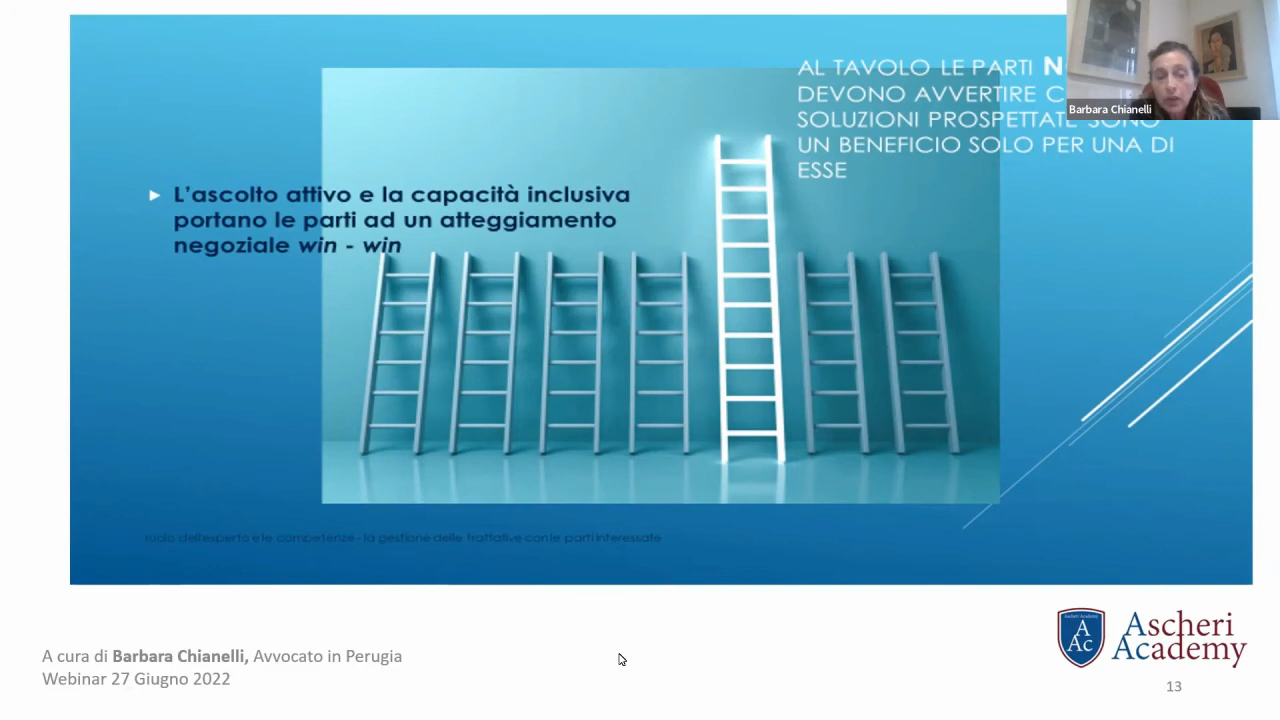 AL TAVOLO LE PARTI
DEVONO AVVERTIRE
SOLUZIONI PROSPETTATE SONO
UN BENEFICIO SOLO PER UNA DI
ESSE
Barbara Chianelli
L'ascolto attivo e la capacità inclusiva
portano le parti ad un atteggiamento
negoziale win - win
ruolo dell'esperto e le competenze - la gestione delle trattative con le parti interessate
A cura di Barbara Chianelli, Avvocato in Perugia
Webinar 27 Giugno 2022
A
Ac
Ascheri
Academy
13